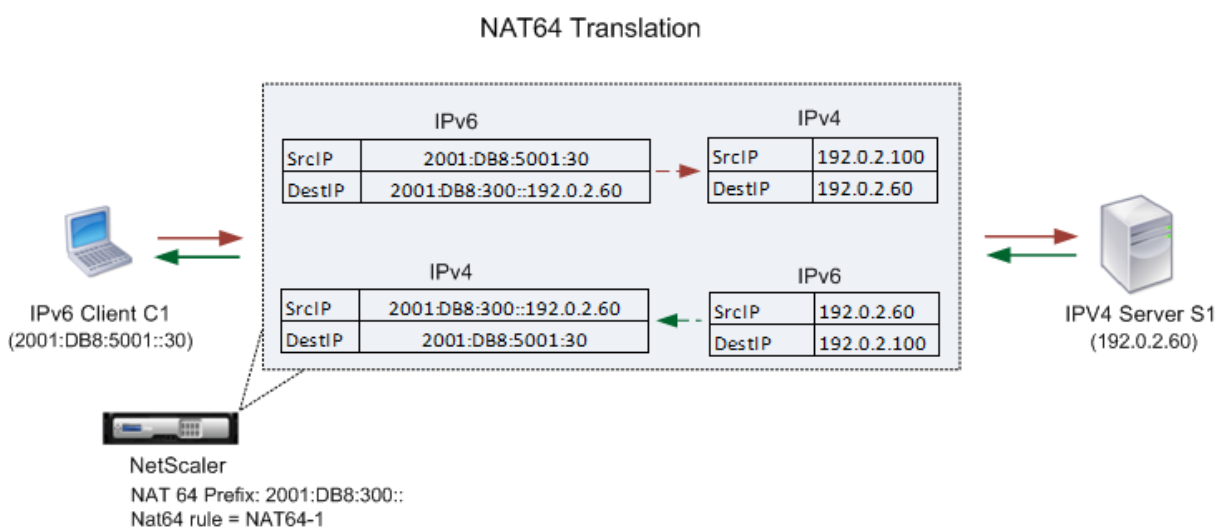 NAT64 Translation
IPv6
SrcIP 2001:DB8:5001:30
DestIP 2001:DB8:300::192.0.2.60
IPv4
SrcIP 192.0.2.100
DestIP 192.0.2.60
IPv4
SrcIP 2001:DB8:300::192.0.2.60
DestIP 2001:DB8:5001:30
IPv6
SrcIP 192.0.2.60
DestIP 192.0.2.100
IPv6 Client C1
(2001:DB8:5001::30)
IPV4 Server S1
(192.0.2.60)
NetScaler
NAT 64 Prefix: 2001:DB8:300::
Nat64 rule = NAT64-1